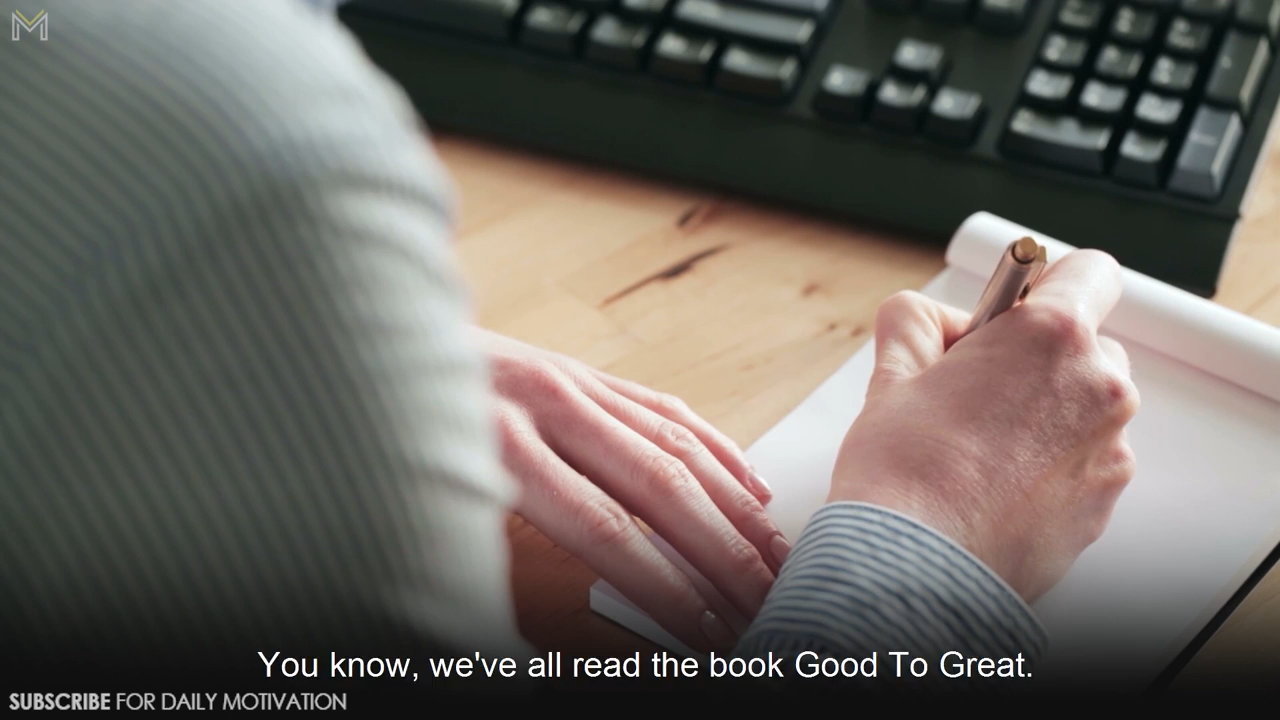 M
You know, we've all read the book Good To Great.
SUBSCRIBE FOR DAILY MOTIVATION